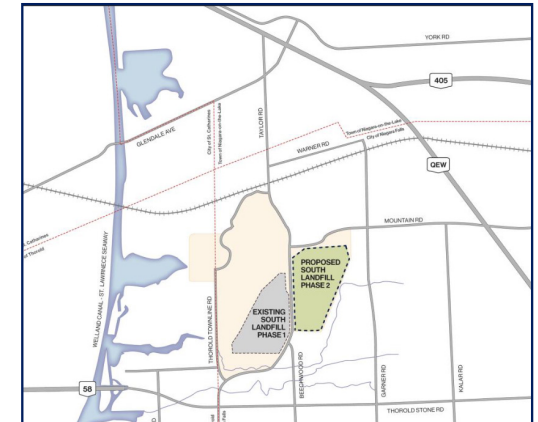 YORK RD
405
TAYLOR RD
GLENDALE AVE
City of St. Catharines
Town of Niagara-on-the-Lake
Town of Niagara-on-the-Lake
City of Niagara Falls
WARNER RD
QEW
MOUNTAIN RD
St. Catharines
of Thorold
WELLAND CANAL - ST. LAWRENCE SEAWAY
PROPOSED
SOUTH
LANDFILL
PHASE 2
EXISTING
SOUTH
LANDFILL
PHASE 1
THOROLD TOWNLINE RD
BEECHWOOD RD
GARNER RD
KALAR RD
58
THOROLD STONE RD
D
Falls